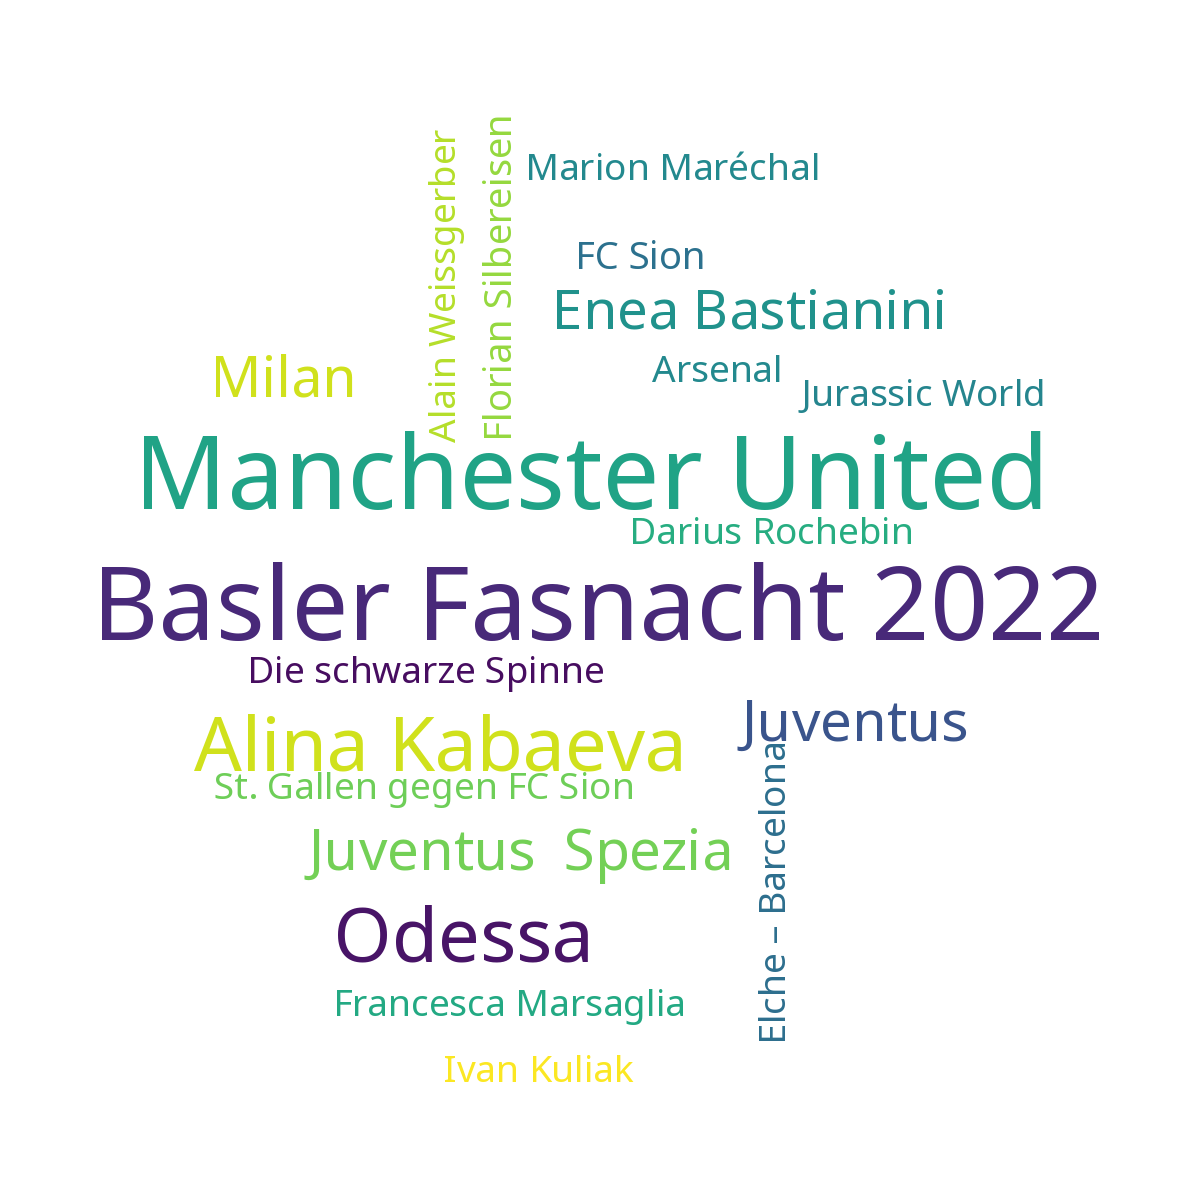 Alain Weissgerber
Florian Silbereisen
Marion Maréchal
FC Sion
Enea Bastianini
Milan
Arsenal
Jurassic World
Manchester United
Darius Rochebin
Basler Fasnacht 2022
Die schwarze Spinne
Alina Kabaeva
Juventus
St. Gallen gegen FC Sion
Juventus  Spezia
Elche – Barcelona
Odessa
Francesca Marsaglia
Ivan Kuliak